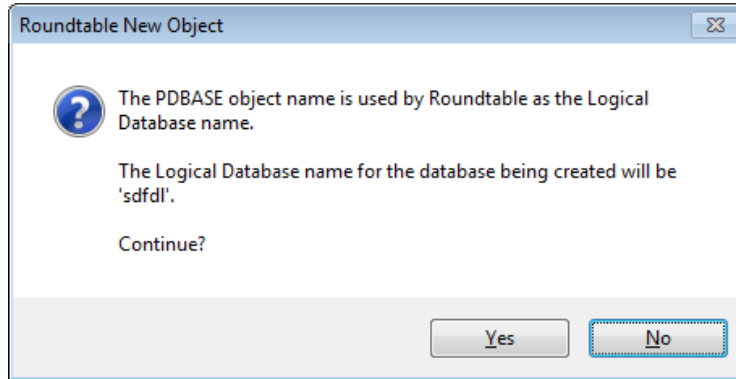 Roundtable New Object
The PDBASE object name is used by Roundtable as the Logical
Database name.
The Logical Database name for the database being created will be
'sdfdl'.
Continue?
Yes
No